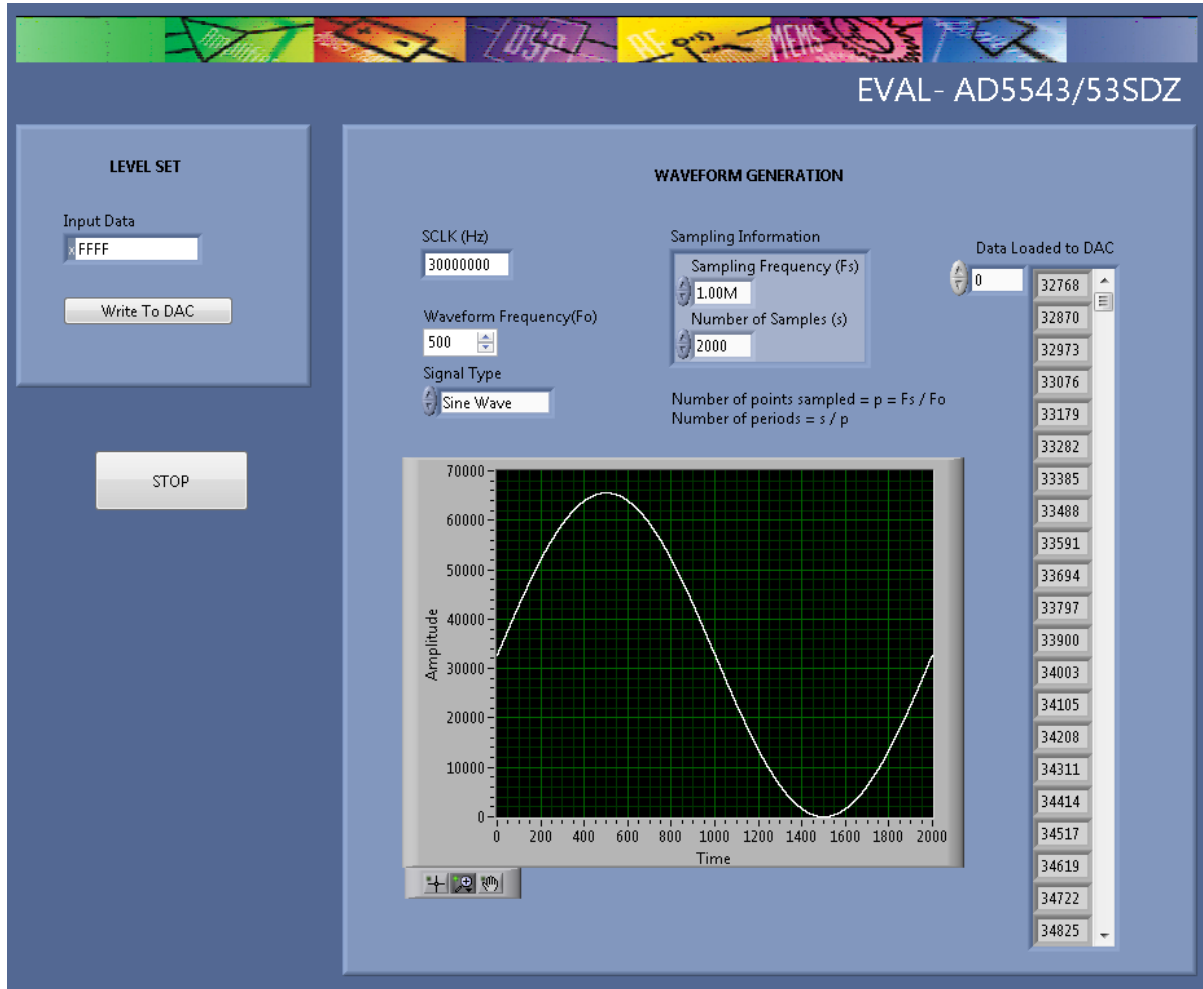 DSP
RF
MEMS
EVAL- AD5543/53SDZ
LEVEL SET
Input Data
x FFFF
Write To DAC
STOP
WAVEFORM GENERATION
SCLK (Hz)
30000000
Waveform Frequency(Fo)
500
Signal Type
Sine Wave
Sampling Information
Sampling Frequency (Fs)
1.00M
Number of Samples (s)
2000
Number of points sampled = p = Fs / Fo
Number of periods = s / p
Data Loaded to DAC
0
32768
32870
32973
33076
33179
33282
33385
33488
33591
33694
33797
33900
34003
34105
34208
34311
34414
34517
34619
34722
34825
Amplitude
70000
60000
50000
40000
30000
20000
10000
0
0 200 400 600 800 1000 1200 1400 1600 1800 2000
Time